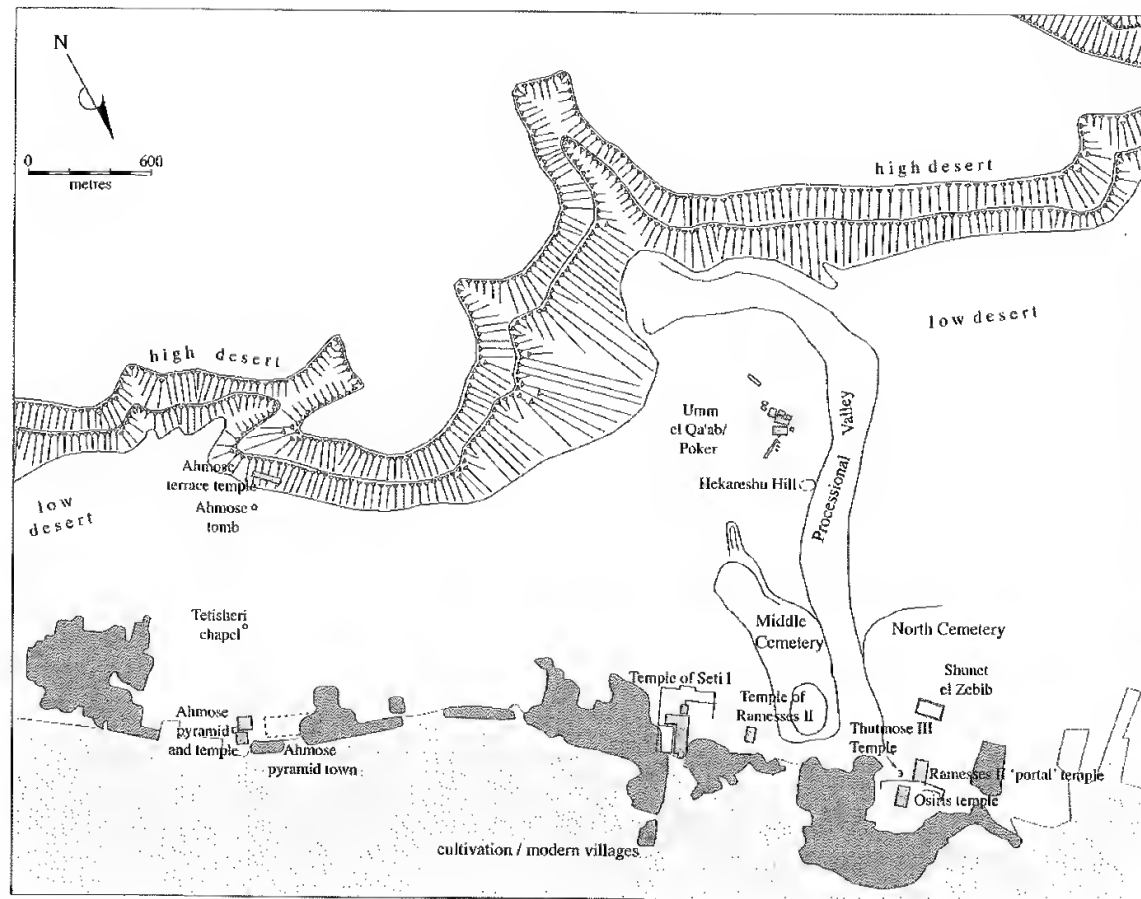 N
0 600
metres
high desert
low desert
high desert
Umm
el Qa'ab/
Poker
Processional Valley
Hekareshu Hill
Ahmose
terrace temple
Ahmose
tomb
low
desert
Tetisheri
chapel
Middle
Cemetery
North Cemetery
Shunet
el Zebib
Temple of Seti I
Temple of
Ramesses II
Ahmose
pyramid
and temple
Ahmose
pyramid town
Thutmose III
Temple
Ramesses II 'portal' temple
Osiris temple
cultivation / modern villages